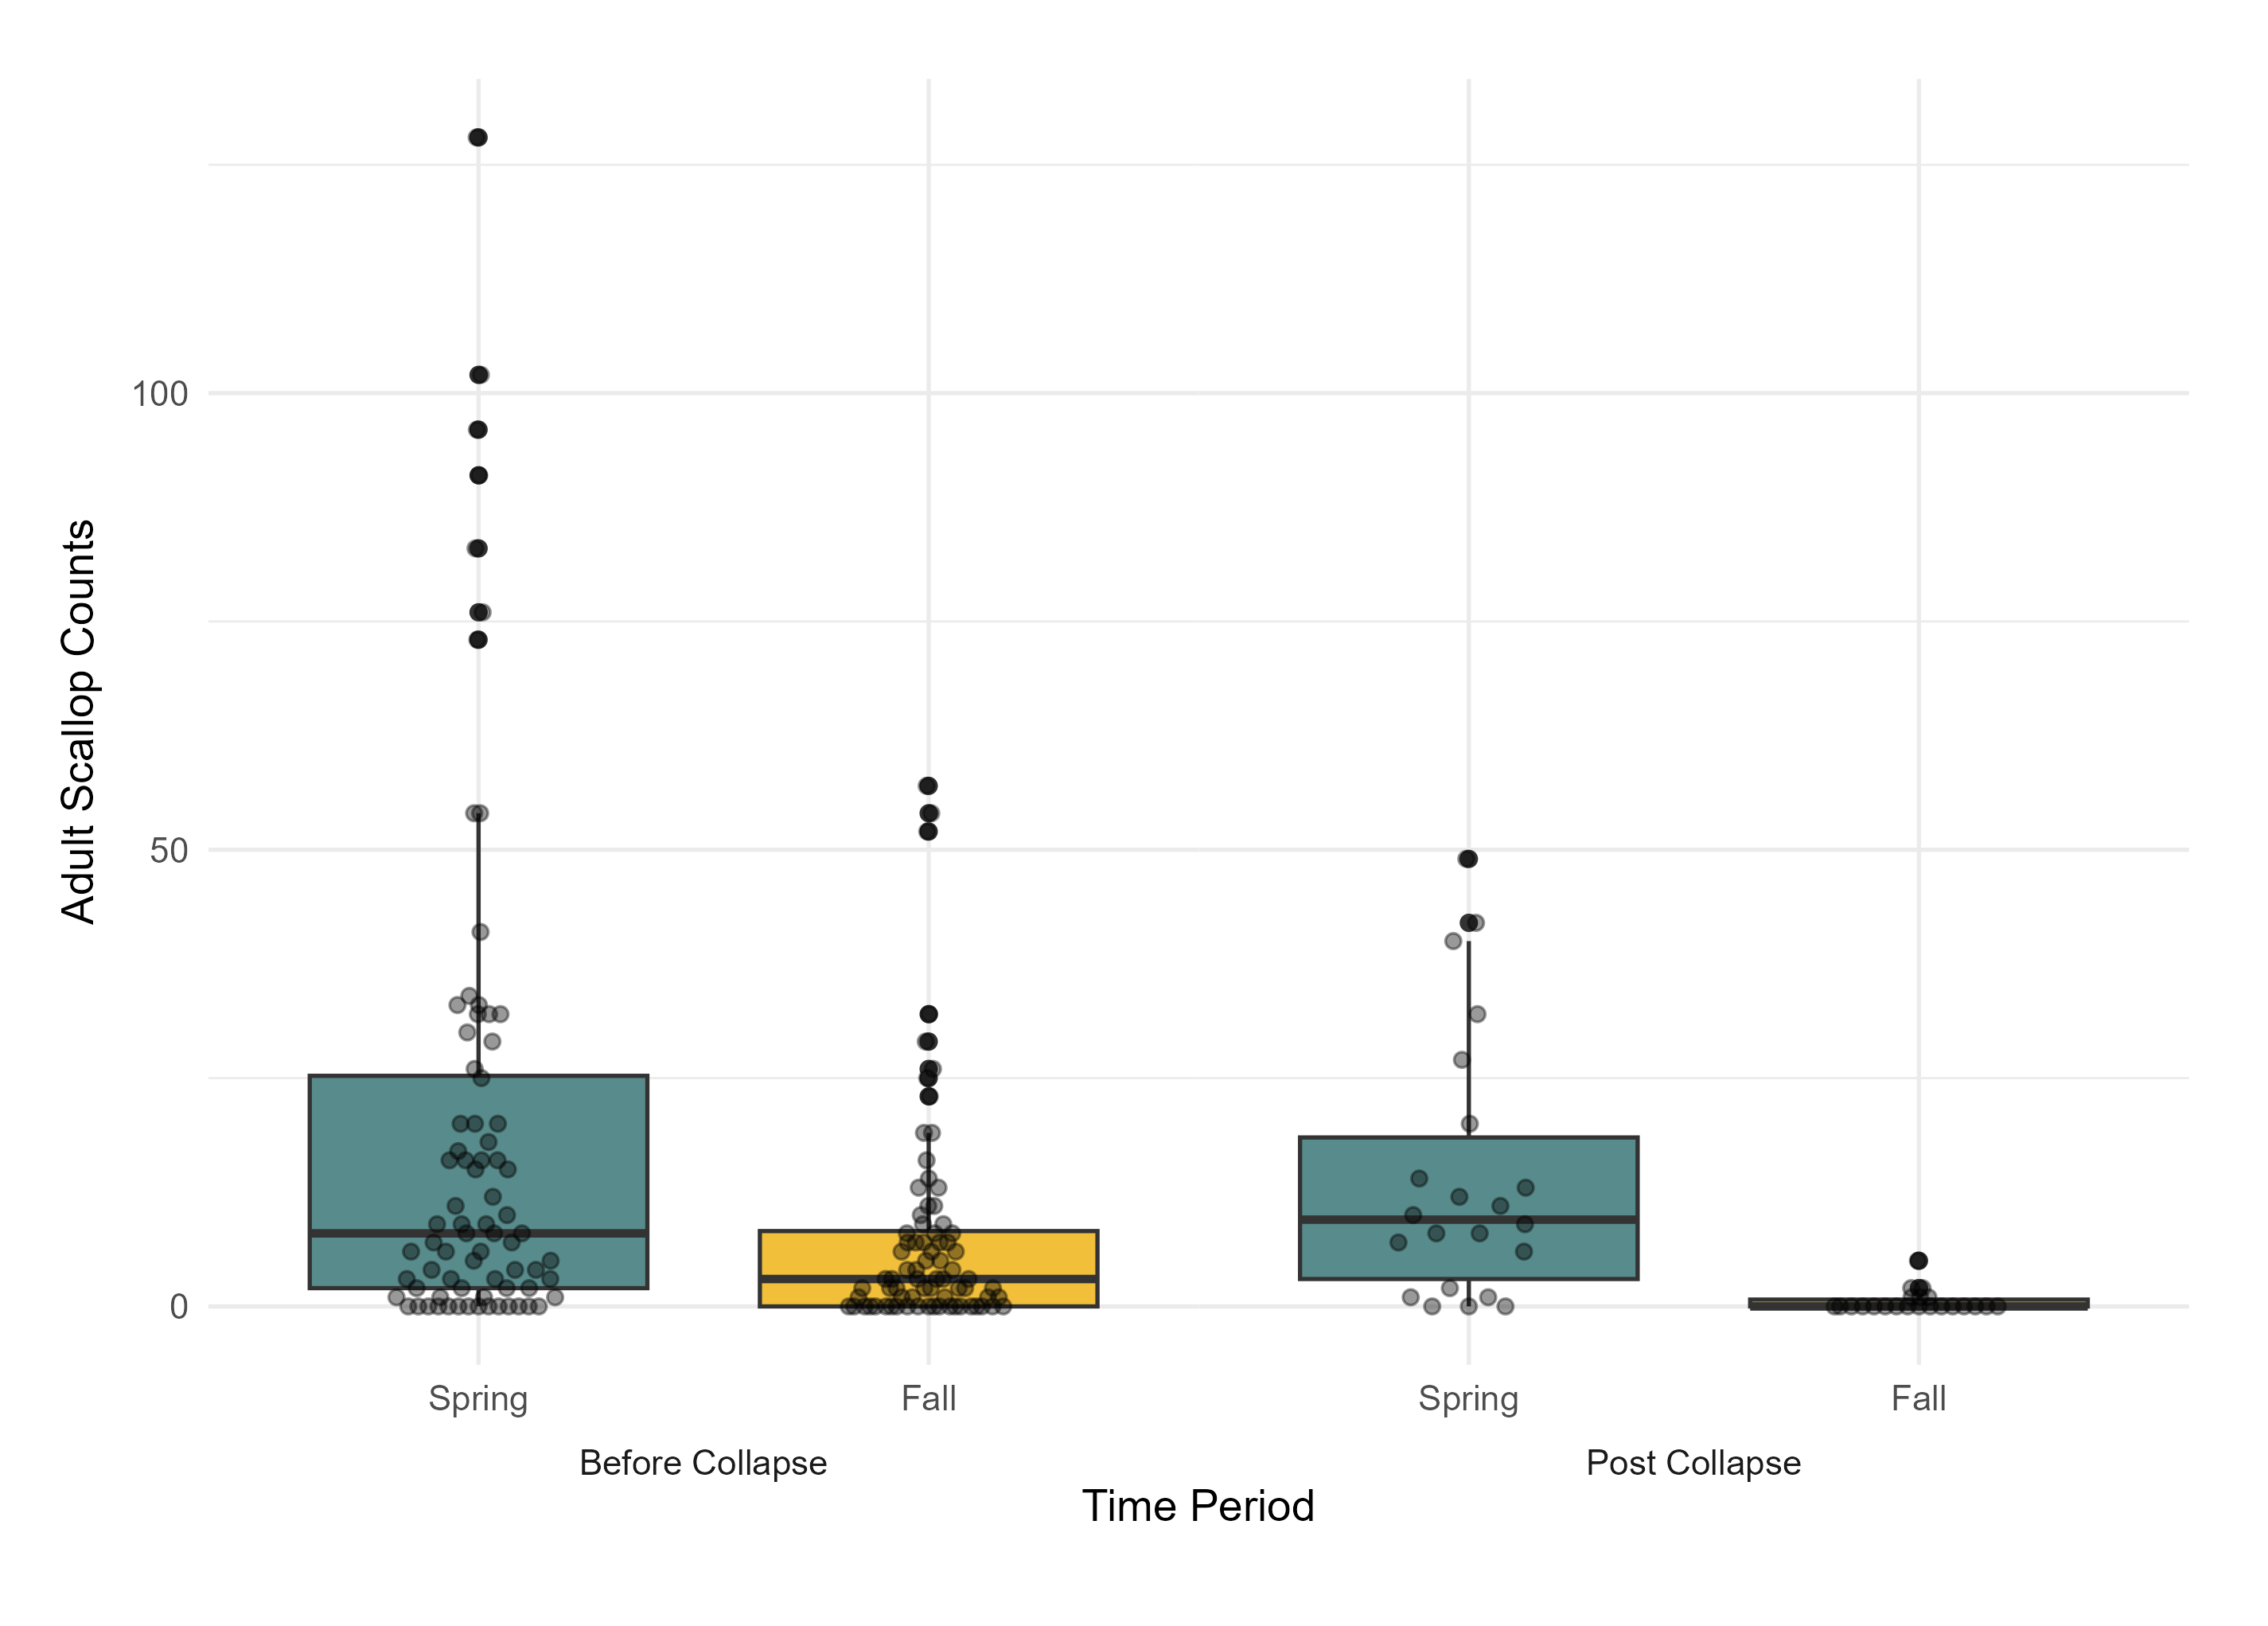 Adult Scallop Counts
100
50
0
Spring Fall Spring Fall
Before Collapse Post Collapse
Time Period